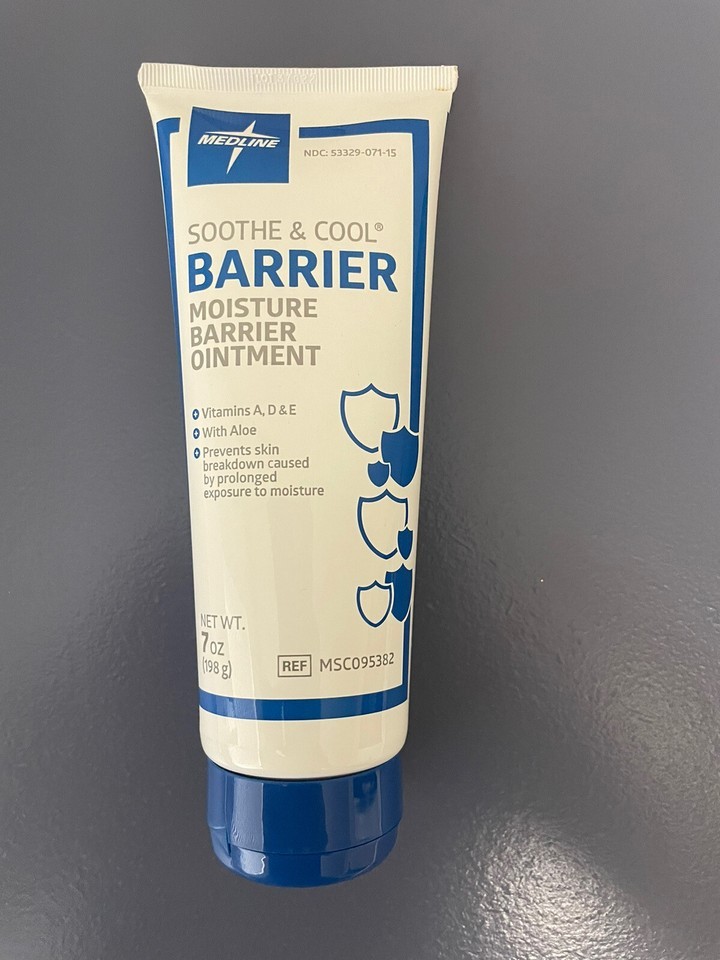 MEDLINE
NDC: 53329-071-15
SOOTHE & COOL®
BARRIER
MOISTURE
BARRIER
OINTMENT
Vitamins A, D & E
With Aloe
Prevents skin
breakdown caused
by prolonged
exposure to moisture
NET WT.
7 OZ
(198 g)
REF MSC095382